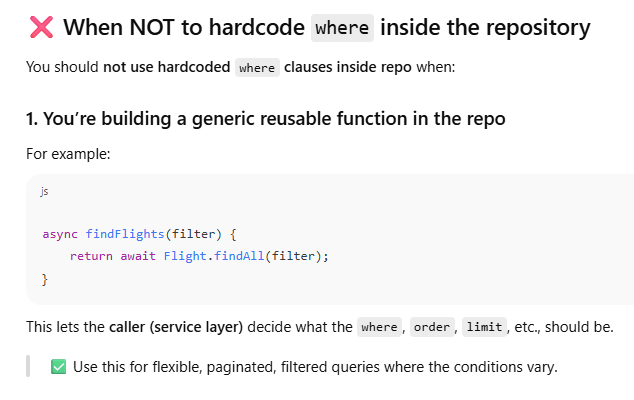 ❌ When NOT to hardcode where inside the repository
You should not use hardcoded where clauses inside repo when:
1. You’re building a generic reusable function in the repo
For example:
js
async findFlights(filter) {
    return await Flight.findAll(filter);
}
This lets the caller (service layer) decide what the where, order, limit, etc., should be.
✅ Use this for flexible, paginated, filtered queries where the conditions vary.